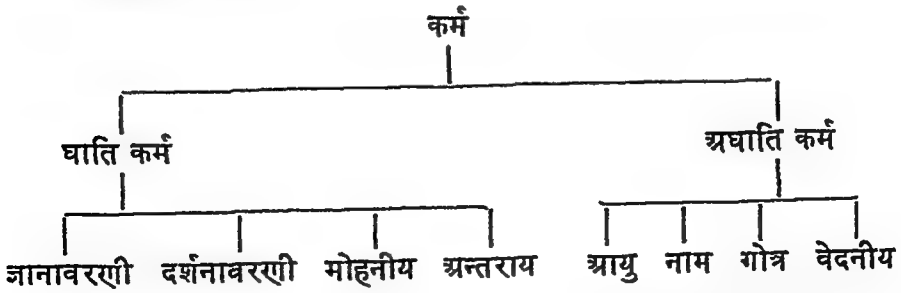 कर्म
घाति कर्म अघाति कर्म
ज्ञानावरणी दर्शनावरणी मोहनीय अन्तराय आयु नाम गोत्र वेदनीय